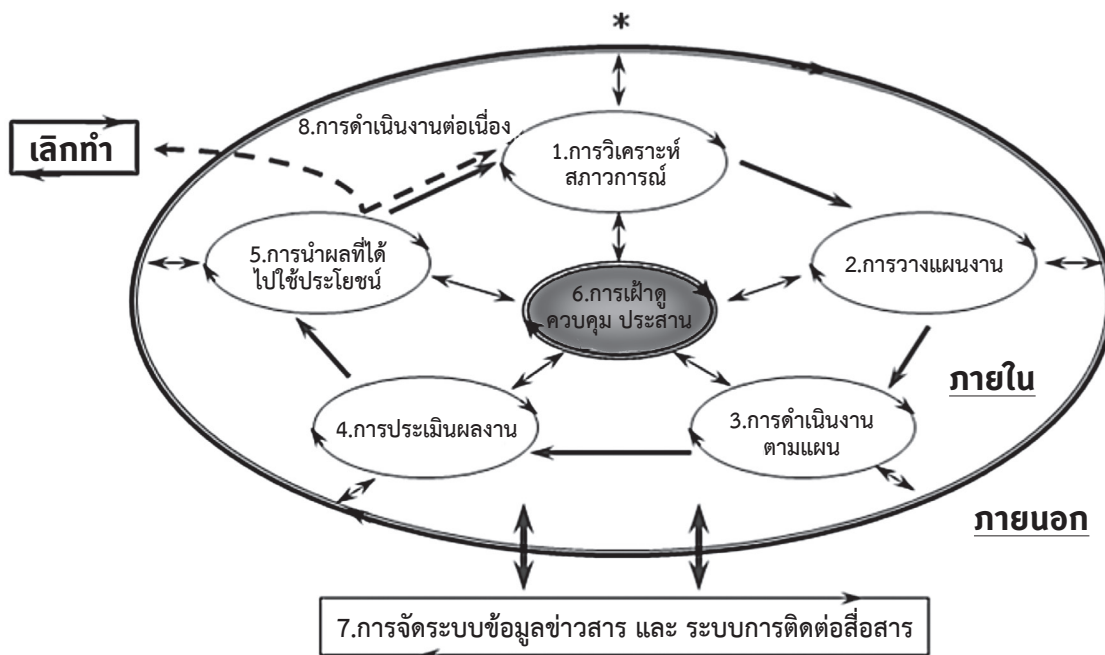 *
8.การดำเนินงานต่อเนื่อง
เลิกทำ
1.การวิเคราะห์
สภาวการณ์
5.การนำผลที่ได้
ไปใช้ประโยชน์
2.การวางแผนงาน
6.การเฝ้าดู
ควบคุม ประสาน
ภายใน
4.การประเมินผลงาน
3.การดำเนินงาน
ตามแผน
ภายนอก
7.การจัดระบบข้อมูลข่าวสาร และ ระบบการติดต่อสื่อสาร